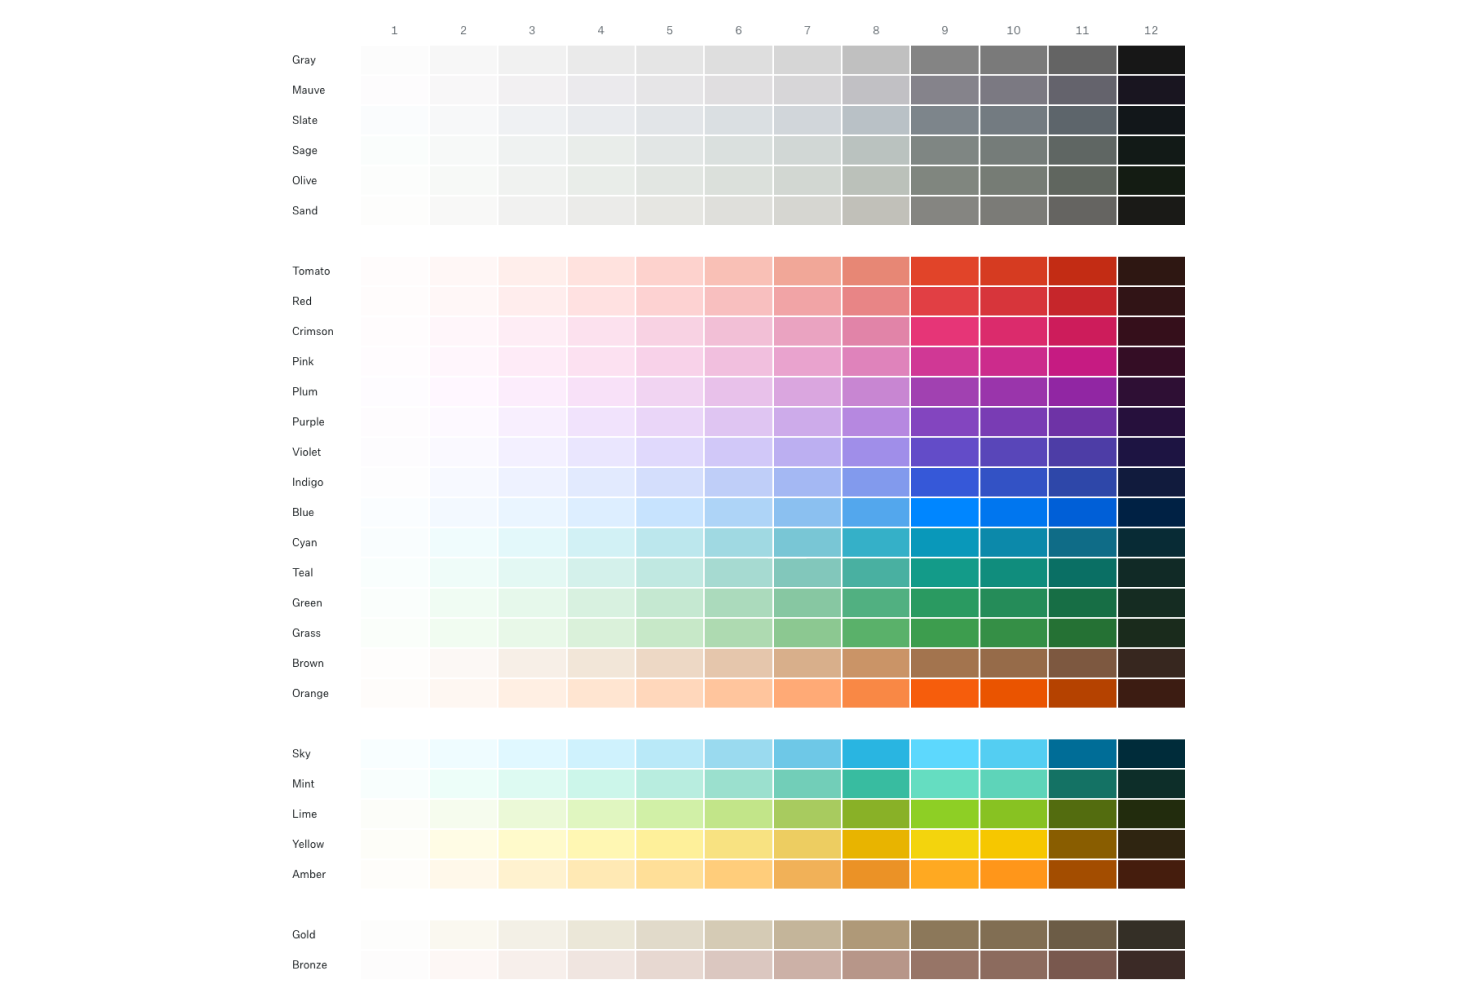 1 2 3 4 5 6 7 8 9 10 11 12
Gray
Mauve
Slate
Sage
Olive
Sand
Tomato
Red
Crimson
Pink
Plum
Purple
Violet
Indigo
Blue
Cyan
Teal
Green
Grass
Brown
Orange
Sky
Mint
Lime
Yellow
Amber
Gold
Bronze